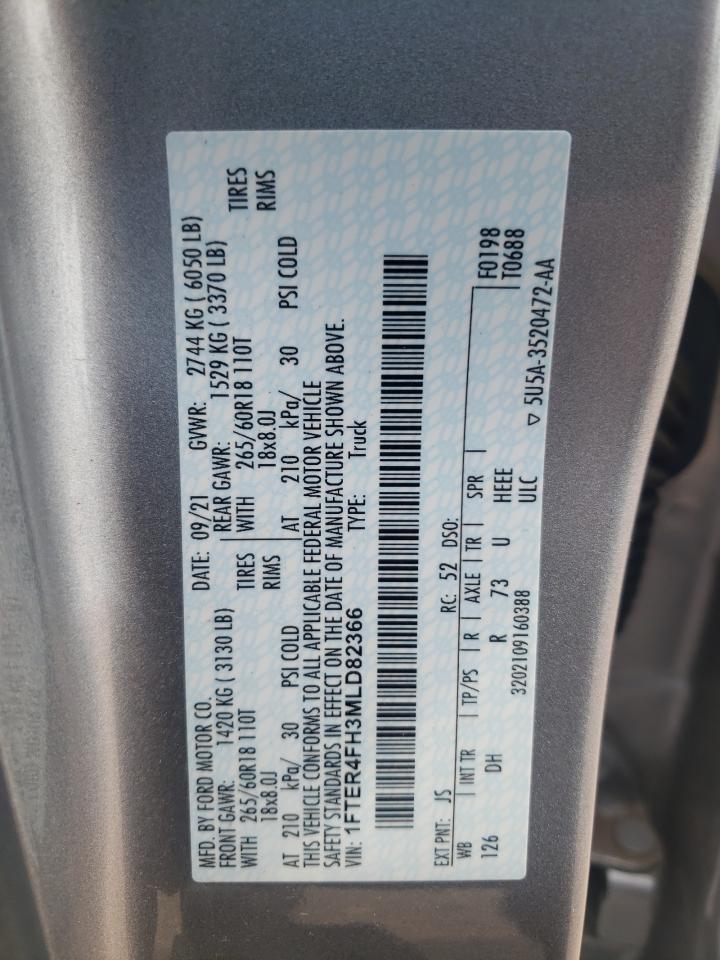 MFD. BY FORD MOTOR CO. DATE: 09/21 GVWR: 2744 KG ( 6050 LB)
FRONT GAWR: 1420 KG ( 3130 LB) REAR GAWR: 1529 KG ( 3370 LB)
WITH 265/60R18 110T TIRES WITH 265/60R18 110T TIRES
18x8.0J RIMS 18x8.0J RIMS
AT 210 kPa/ 30 PSI COLD AT 210 kPa/ 30 PSI COLD
THIS VEHICLE CONFORMS TO ALL APPLICABLE FEDERAL MOTOR VEHICLE
SAFETY STANDARDS IN EFFECT ON THE DATE OF MANUFACTURE SHOWN ABOVE.
VIN: 1FTER4FH3MLD82366 TYPE: Truck
EXT PNT: JS RC: 52 DSO: F0198
WB INT TR TP/PS R AXLE TR SPR T0688
126 DH R 73 U HEEE
3202109160388 ULC ▽ 5U5A-3520472-AA